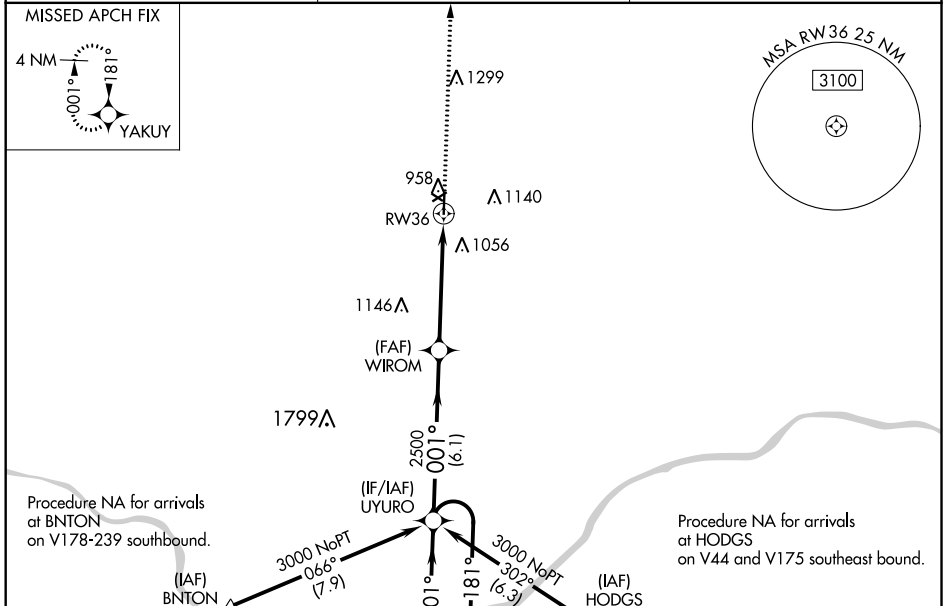 MISSED APCH FIX
4 NM
001°
181°
YAKUY
MSA RW36 25 NM
3100
1299
958
1140
RW36
1056
1146
(FAF)
WIROM
1799
2500
001°
(6.1)
(IF/IAF)
UYURO
Procedure NA for arrivals
at BNTON
on V178-239 southbound.
Procedure NA for arrivals
at HODGS
on V44 and V175 southeast bound.
3000 NoPT
066°
(7.9)
3000 NoPT
302°
(6.3)
(IAF)
BNTON
(IAF)
HODGS
01°
181°